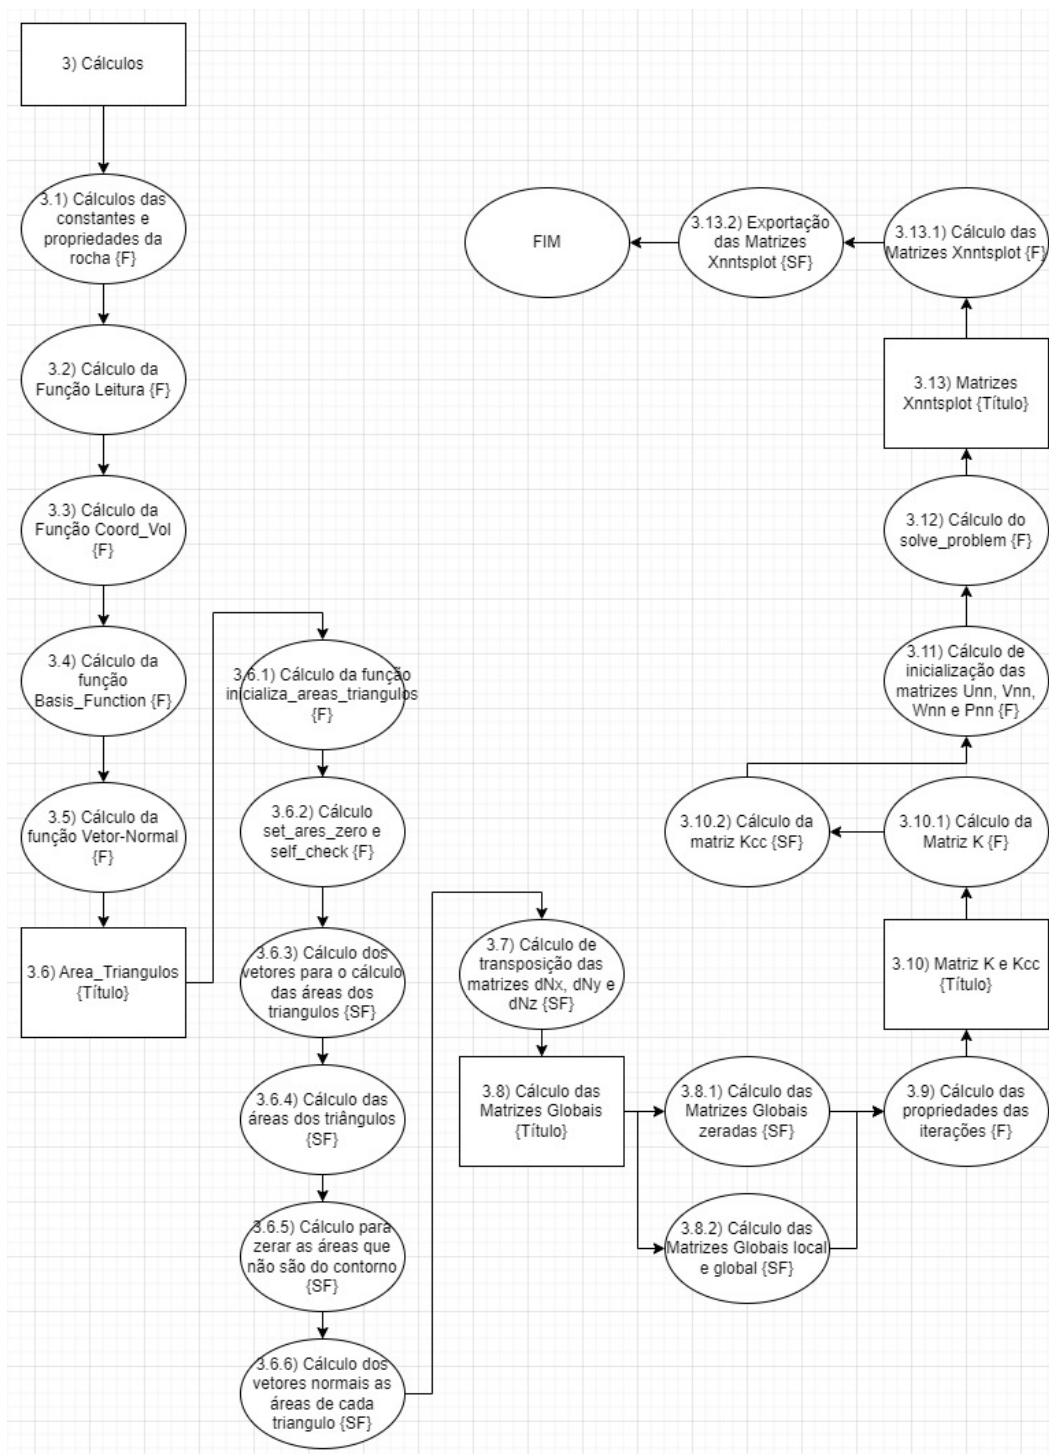 3) Cálculos
3.1) Cálculos das
constantes e
propriedades da
rocha {F}
3.2) Cálculo da
Função Leitura {F}
3.3) Cálculo da
Função Coord_Vol
{F}
3.4) Cálculo da
função
Basis_Function {F}
3.5) Cálculo da
função Vetor-Normal
{F}
3.6) Area_Triangulos
{Título}
3.6.1) Cálculo da função
inicializa_areas_triangulos
{F}
3.6.2) Cálculo
set_ares_zero e
self_check {F}
3.6.3) Cálculo dos
vetores para o cálculo
das áreas dos
triangulos {SF}
3.6.4) Cálculo das
áreas dos triângulos
{SF}
3.6.5) Cálculo para
zerar as áreas que
não são do contorno
{SF}
3.6.6) Cálculo dos
vetores normais as
áreas de cada
triangulo {SF}
3.7) Cálculo de
transposição das
matrizes dNx, dNy e
dNz {SF}
3.8) Cálculo das
Matrizes Globais
{Título}
3.8.1) Cálculo das
Matrizes Globais
zeradas {SF}
3.8.2) Cálculo das
Matrizes Globais local
e global {SF}
3.9) Cálculo das
propriedades das
iterações {F}
3.10) Matriz K e Kcc
{Título}
3.10.1) Cálculo da
Matriz K {F}
3.10.2) Cálculo da
matriz Kcc {SF}
3.11) Cálculo de
inicialização das
matrizes Unn, Vnn,
Wnn e Pnn {F}
3.12) Cálculo do
solve_problem {F}
3.13) Matrizes
Xnntsplot {Título}
3.13.1) Cálculo das
Matrizes Xnntsplot {F}
3.13.2) Exportação
das Matrizes
Xnntsplot {SF}
FIM